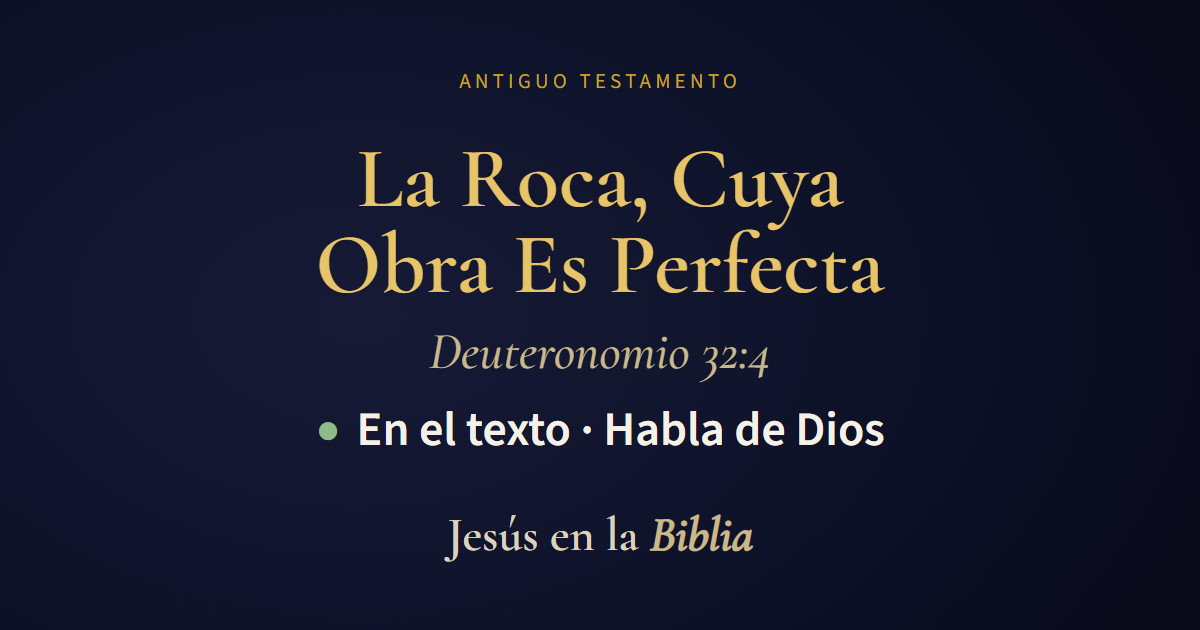 ANTIGUO TESTAMENTO
La Roca, Cuya
Obra Es Perfecta
Deuteronomio 32:4
En el texto · Habla de Dios
Jesús en la Biblia